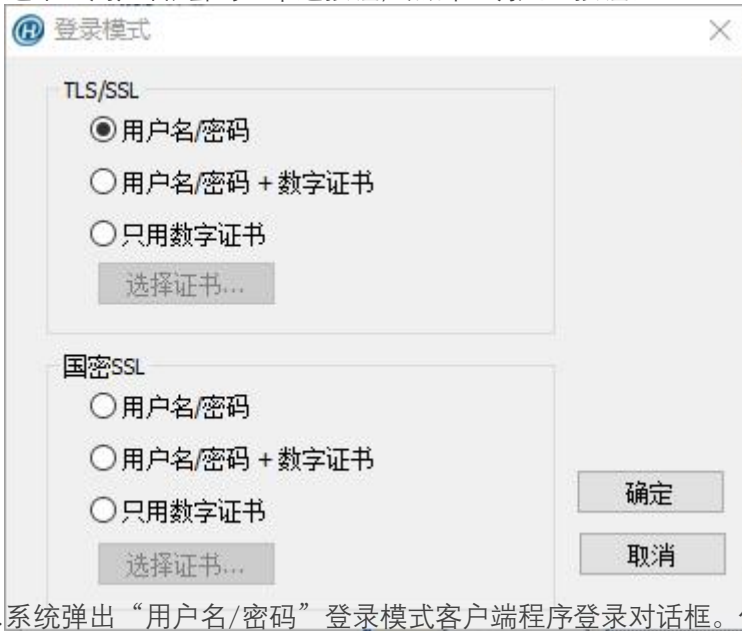 登录模式
TLS/SSL
用户名/密码
用户名/密码 + 数字证书
只用数字证书
选择证书...
国密SSL
用户名/密码
用户名/密码 + 数字证书
只用数字证书
选择证书...
确定
取消
系统弹出“用户名/密码”登录模式客户端程序登录对话框。